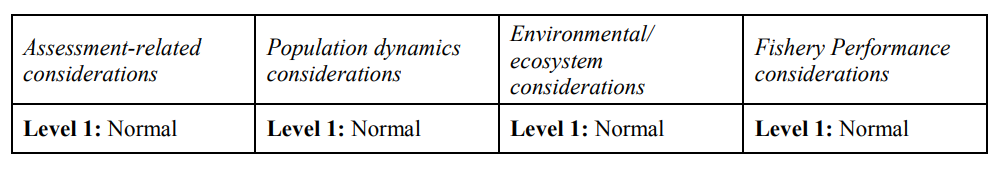 Assessment-related
considerations
Population dynamics
considerations
Environmental/
ecosystem
considerations
Fishery Performance
considerations
Level 1: Normal
Level 1: Normal
Level 1: Normal
Level 1: Normal